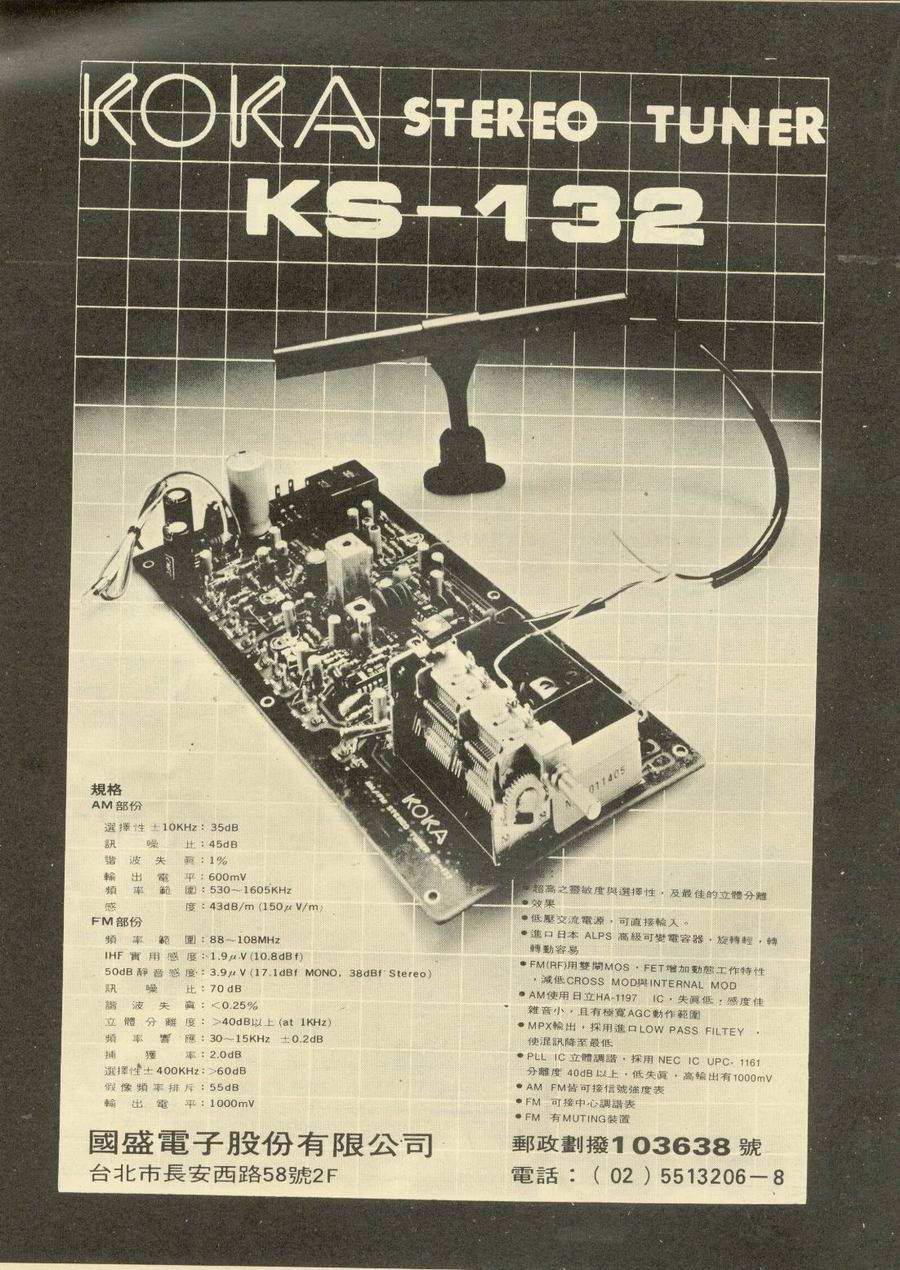 KOKA STEREO TUNER
KS-132
KOKA
011405
規格
AM部份
選擇性±10KHz：35dB
訊噪比：45dB
諧波失眞：1%
輸出電平：600mV
頻率範圍：530～1605KHz
感度：43dB/m (150μV/m)
FM部份
頻率範圍：88～108MHz
IHF實用感度：1.9μV (10.8dBf)
50dB靜音感度：3.9μV (17.1dBf MONO, 38dBf Stereo)
訊噪比：70dB
諧波失眞：<0.25%
立體分離度：>40dB以上 (at 1KHz)
頻率響應：30～15KHz ±0.2dB
捕獲率：2.0dB
選擇性±400KHz：>60dB
假像頻率排斥：55dB
輸出電平：1000mV
●超高之靈敏度與選擇性，及最佳的立體分離
●效果
●低壓交流電源，可直接輸入。
●進口日本 ALPS 高級可變電容器，旋轉輕，轉
轉動容易
●FM(RF)用雙閘MOS，FET增加動態工作特性
，減低CROSS MOD與INTERNAL MOD
●AM使用日立HA-1197 IC，失眞低，感度佳
雜音小，且有極寬AGC動作範圍
●MPX輸出，採用進口LOW PASS FILTEY，
使混訊降至最低
●PLL IC立體調諧，採用 NEC IC UPC-1161
分離度 40dB以上，低失眞，高輸出有1000mV
●AM FM皆可接信號強度表
●FM 可接中心調諧表
●FM 有MUTING裝置
國盛電子股份有限公司
台北市長安西路58號2F
郵政劃撥103638號
電話：(02) 5513206－8